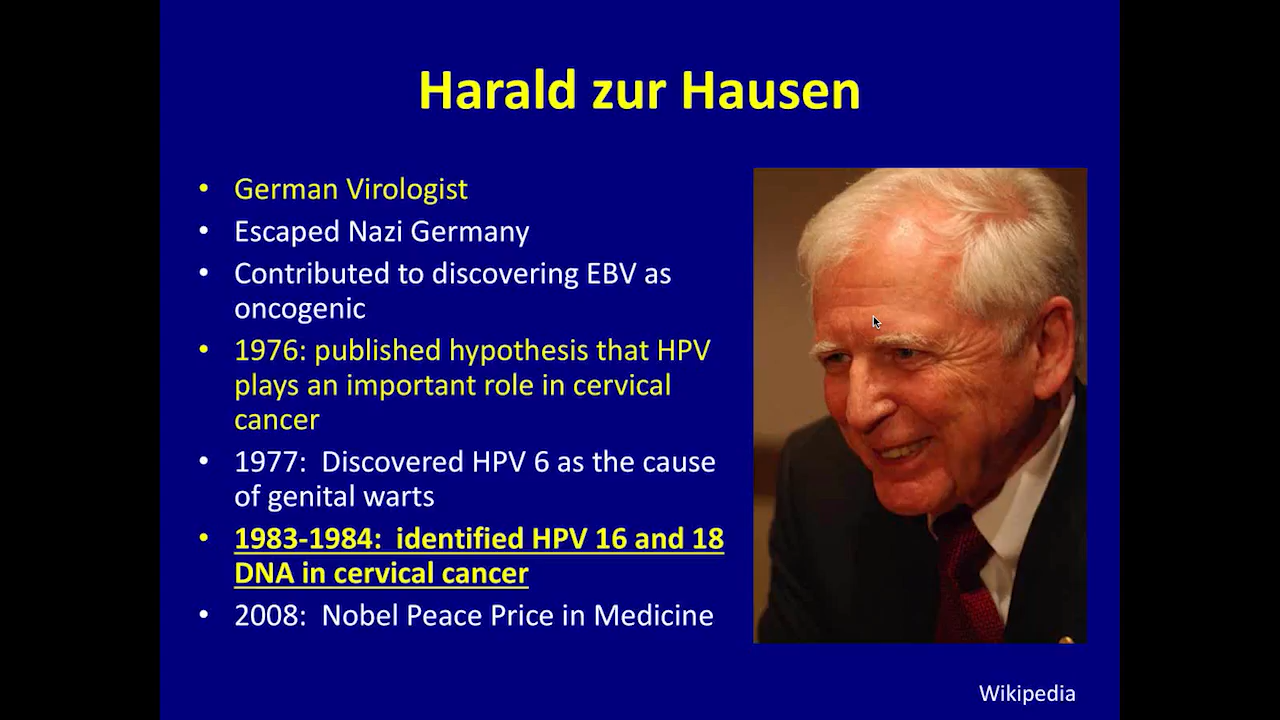 Harald zur Hausen
• German Virologist
• Escaped Nazi Germany
• Contributed to discovering EBV as
oncogenic
• 1976: published hypothesis that HPV
plays an important role in cervical
cancer
• 1977:  Discovered HPV 6 as the cause
of genital warts
• 1983-1984:  identified HPV 16 and 18
DNA in cervical cancer
• 2008:  Nobel Peace Price in Medicine
Wikipedia